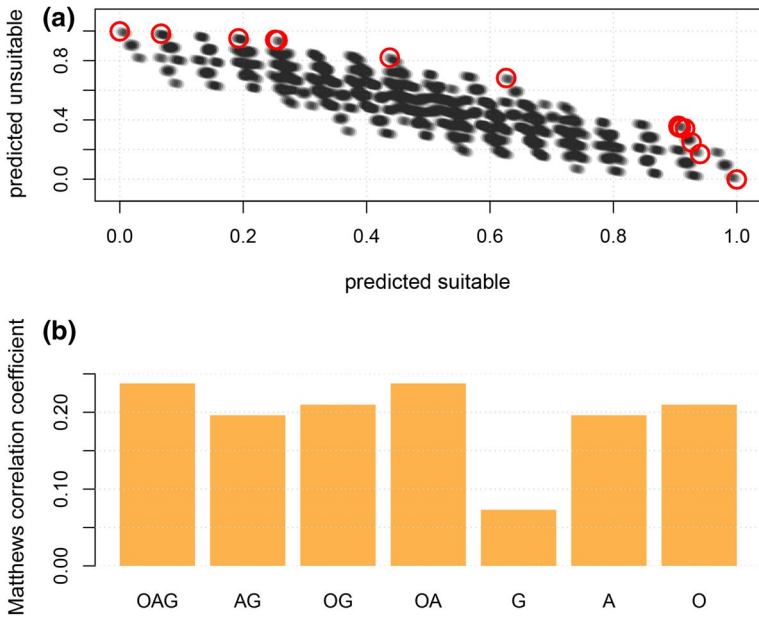 (a)
predicted unsuitable
0.8
0.4
0.0
0.0 0.2 0.4 0.6 0.8 1.0
predicted suitable
(b)
Matthews correlation coefficient
0.20
0.10
0.00
OAG AG OG OA G A O